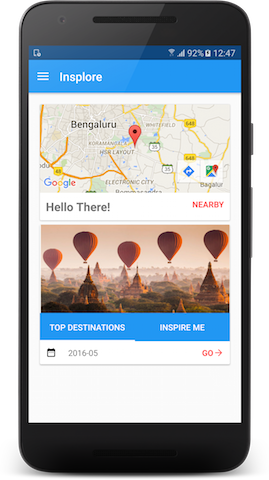 92% 12:47
Insplore
Bengaluru
WHITEFIELD
648
KORAMANGALA
HSR LAYOUT
ELECTRONIC CITY
Google
Bagalur
Hello There!
NEARBY
TOP DESTINATIONS
INSPIRE ME
2016-05
GO